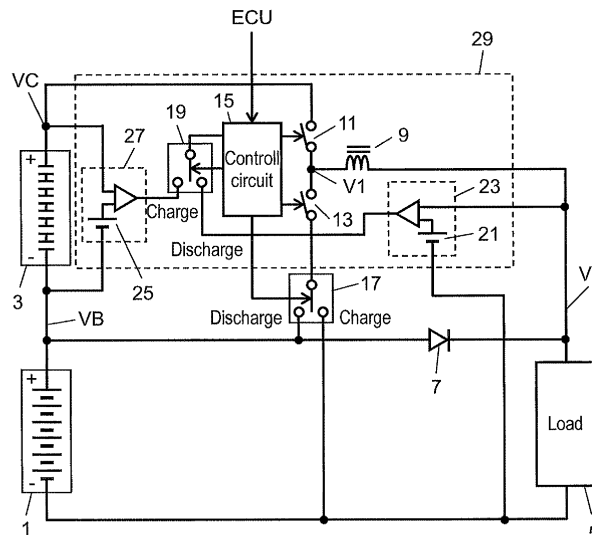 ECU
VC
29
15
19
11
9
27
+
Controll
circuit
V1
23
Charge
13
21
Discharge
-
25
3
17
VB
Discharge
Charge
V
7
+
Load
-
1